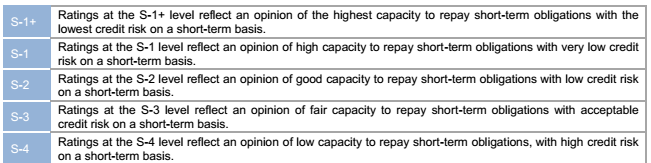 S-1+
Ratings at the S-1+ level reflect an opinion of the highest capacity to repay short-term obligations with the
lowest credit risk on a short-term basis.
S-1
Ratings at the S-1 level reflect an opinion of high capacity to repay short-term obligations with very low credit
risk on a short-term basis.
S-2
Ratings at the S-2 level reflect an opinion of good capacity to repay short-term obligations with low credit risk
on a short-term basis.
S-3
Ratings at the S-3 level reflect an opinion of fair capacity to repay short-term obligations with acceptable
credit risk on a short-term basis.
S-4
Ratings at the S-4 level reflect an opinion of low capacity to repay short-term obligations, with high credit risk
on a short-term basis.